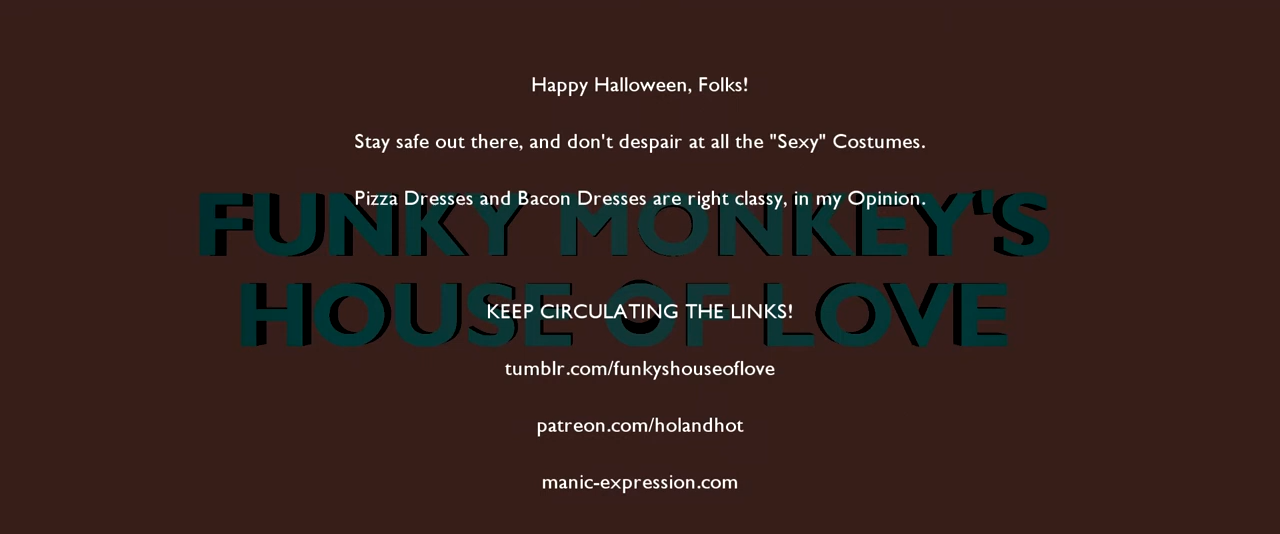 Happy Halloween, Folks!
Stay safe out there, and don't despair at all the "Sexy" Costumes.
Pizza Dresses and Bacon Dresses are right classy, in my Opinion.
FUNKY MONKEY'S
HOUSE OF LOVE
KEEP CIRCULATING THE LINKS!
tumblr.com/funkyshouseoflove
patreon.com/holandhot
manic-expression.com